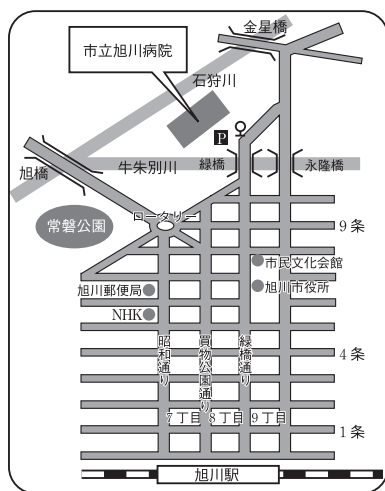 金星橋
市立旭川病院
石狩川
P
旭橋
牛朱別川
緑橋
永隆橋
常磐公園
ロータリー
9条
市民文化会館
旭川郵便局
旭川市役所
NHK
昭和通り
買物公園通り
緑橋通り
4条
7丁目
8丁目
9丁目
1条
旭川駅